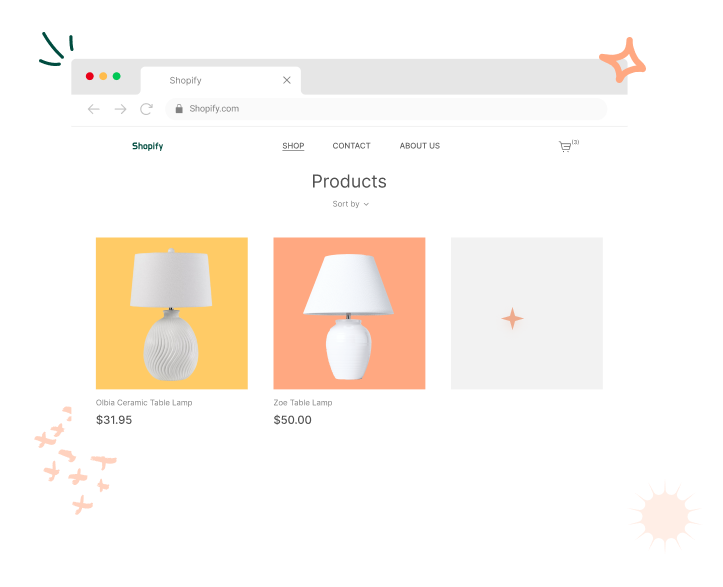 Shopify
Shopify.com
Shopify
SHOP
CONTACT
ABOUT US
(3)
Products
Sort by
Olbia Ceramic Table Lamp
$31.95
Zoe Table Lamp
$50.00